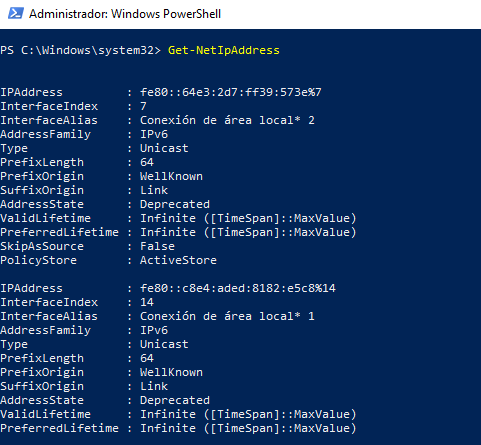 Administrador: Windows PowerShell
PS C:\Windows\system32> Get-NetIpAddress
IPAddress : fe80::64e3:2d7:ff39:573e%7
InterfaceIndex : 7
InterfaceAlias : Conexión de área local* 2
AddressFamily : IPv6
Type : Unicast
PrefixLength : 64
PrefixOrigin : WellKnown
SuffixOrigin : Link
AddressState : Deprecated
ValidLifetime : Infinite ([TimeSpan]::MaxValue)
PreferredLifetime : Infinite ([TimeSpan]::MaxValue)
SkipAsSource : False
PolicyStore : ActiveStore
IPAddress : fe80::c8e4:aded:8182:e5c8%14
InterfaceIndex : 14
InterfaceAlias : Conexión de área local* 1
AddressFamily : IPv6
Type : Unicast
PrefixLength : 64
PrefixOrigin : WellKnown
SuffixOrigin : Link
AddressState : Deprecated
ValidLifetime : Infinite ([TimeSpan]::MaxValue)
PreferredLifetime : Infinite ([TimeSpan]::MaxValue)